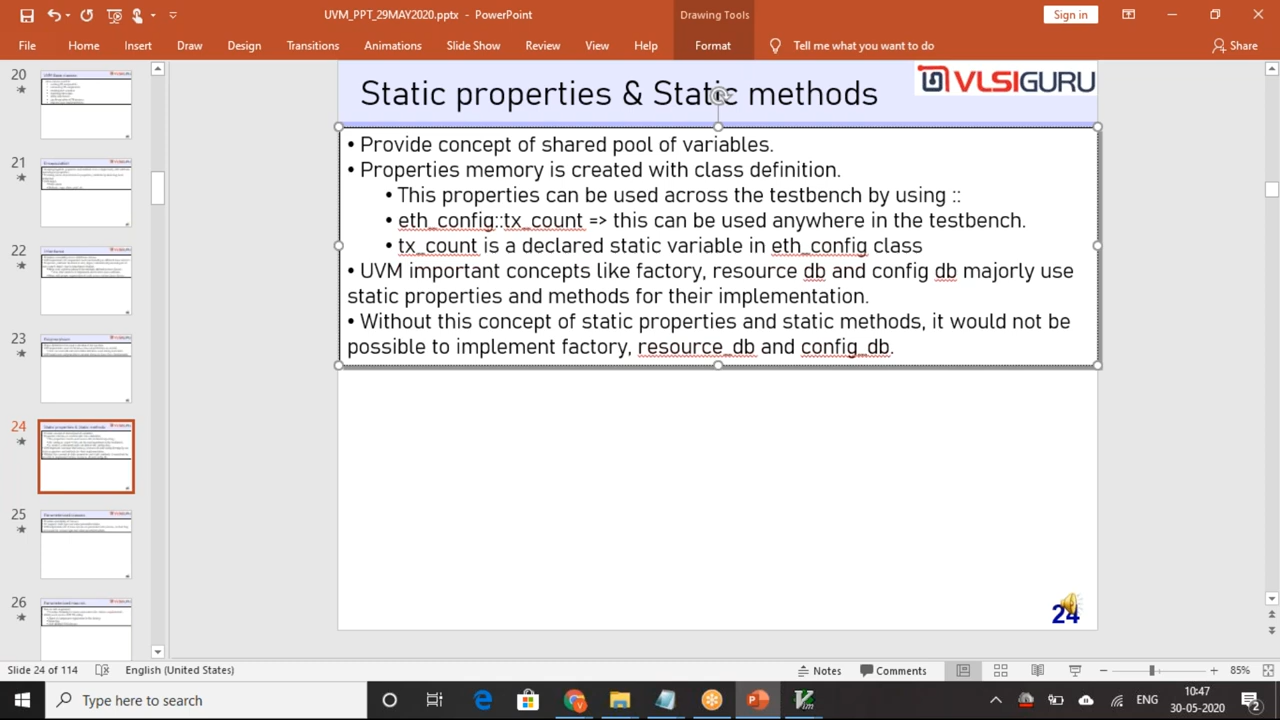 UVM_PPT_29MAY2020.pptx - PowerPoint
Drawing Tools
Sign in
File Home Insert Draw Design Transitions Animations Slide Show Review View Help Format Tell me what you want to do Share
20
21
22
23
24
25
26
Static properties & Static methods
VLSIGURU
• Provide concept of shared pool of variables.
• Properties memory is created with class definition.
• This properties can be used across the testbench by using ::
• eth_config::tx_count => this can be used anywhere in the testbench.
• tx_count is a declared static variable in eth_config class
• UVM important concepts like factory, resource db and config db majorly use
static properties and methods for their implementation.
• Without this concept of static properties and static methods, it would not be
possible to implement factory, resource_db and config_db.
24
Slide 24 of 114 English (United States) Notes Comments 85%
Type here to search
ENG
10:47
30-05-2020
2